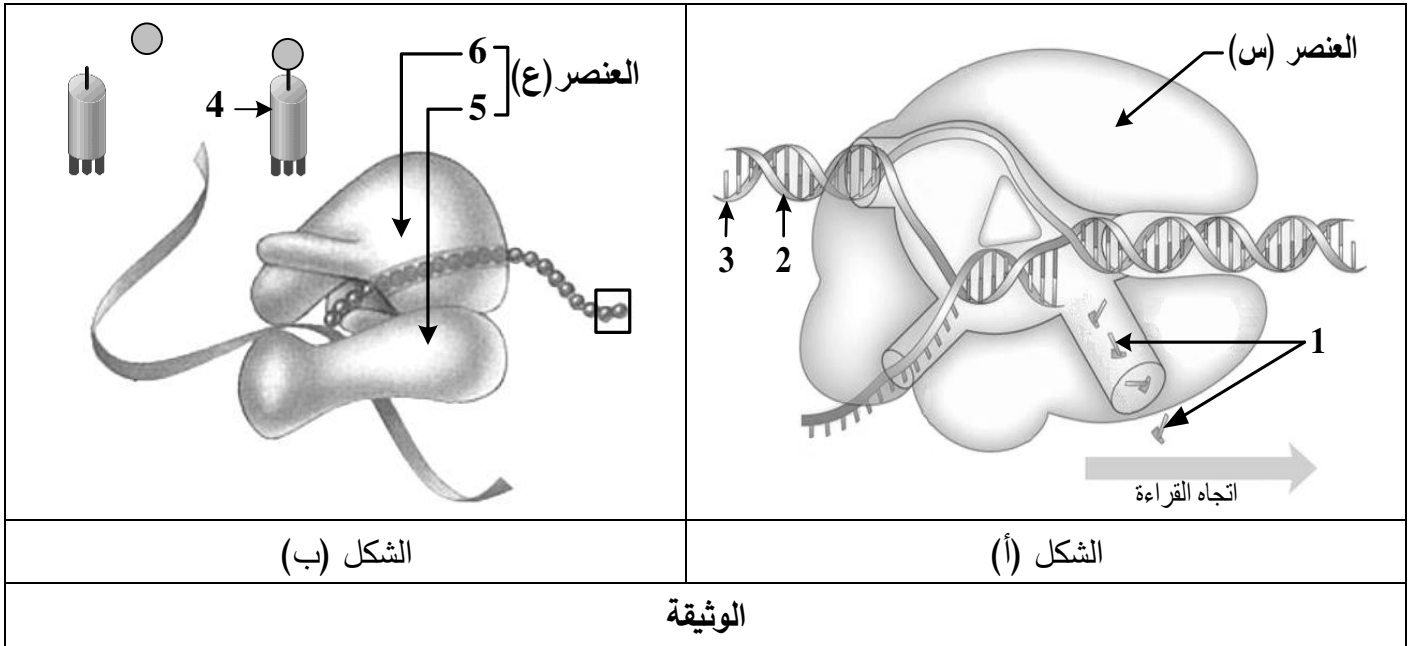 العنصر (س)
3
2
1
اتجاه القراءة
العنصر (ع)
6
5
4
الشكل (أ)
الشكل (ب)
الوثيقة